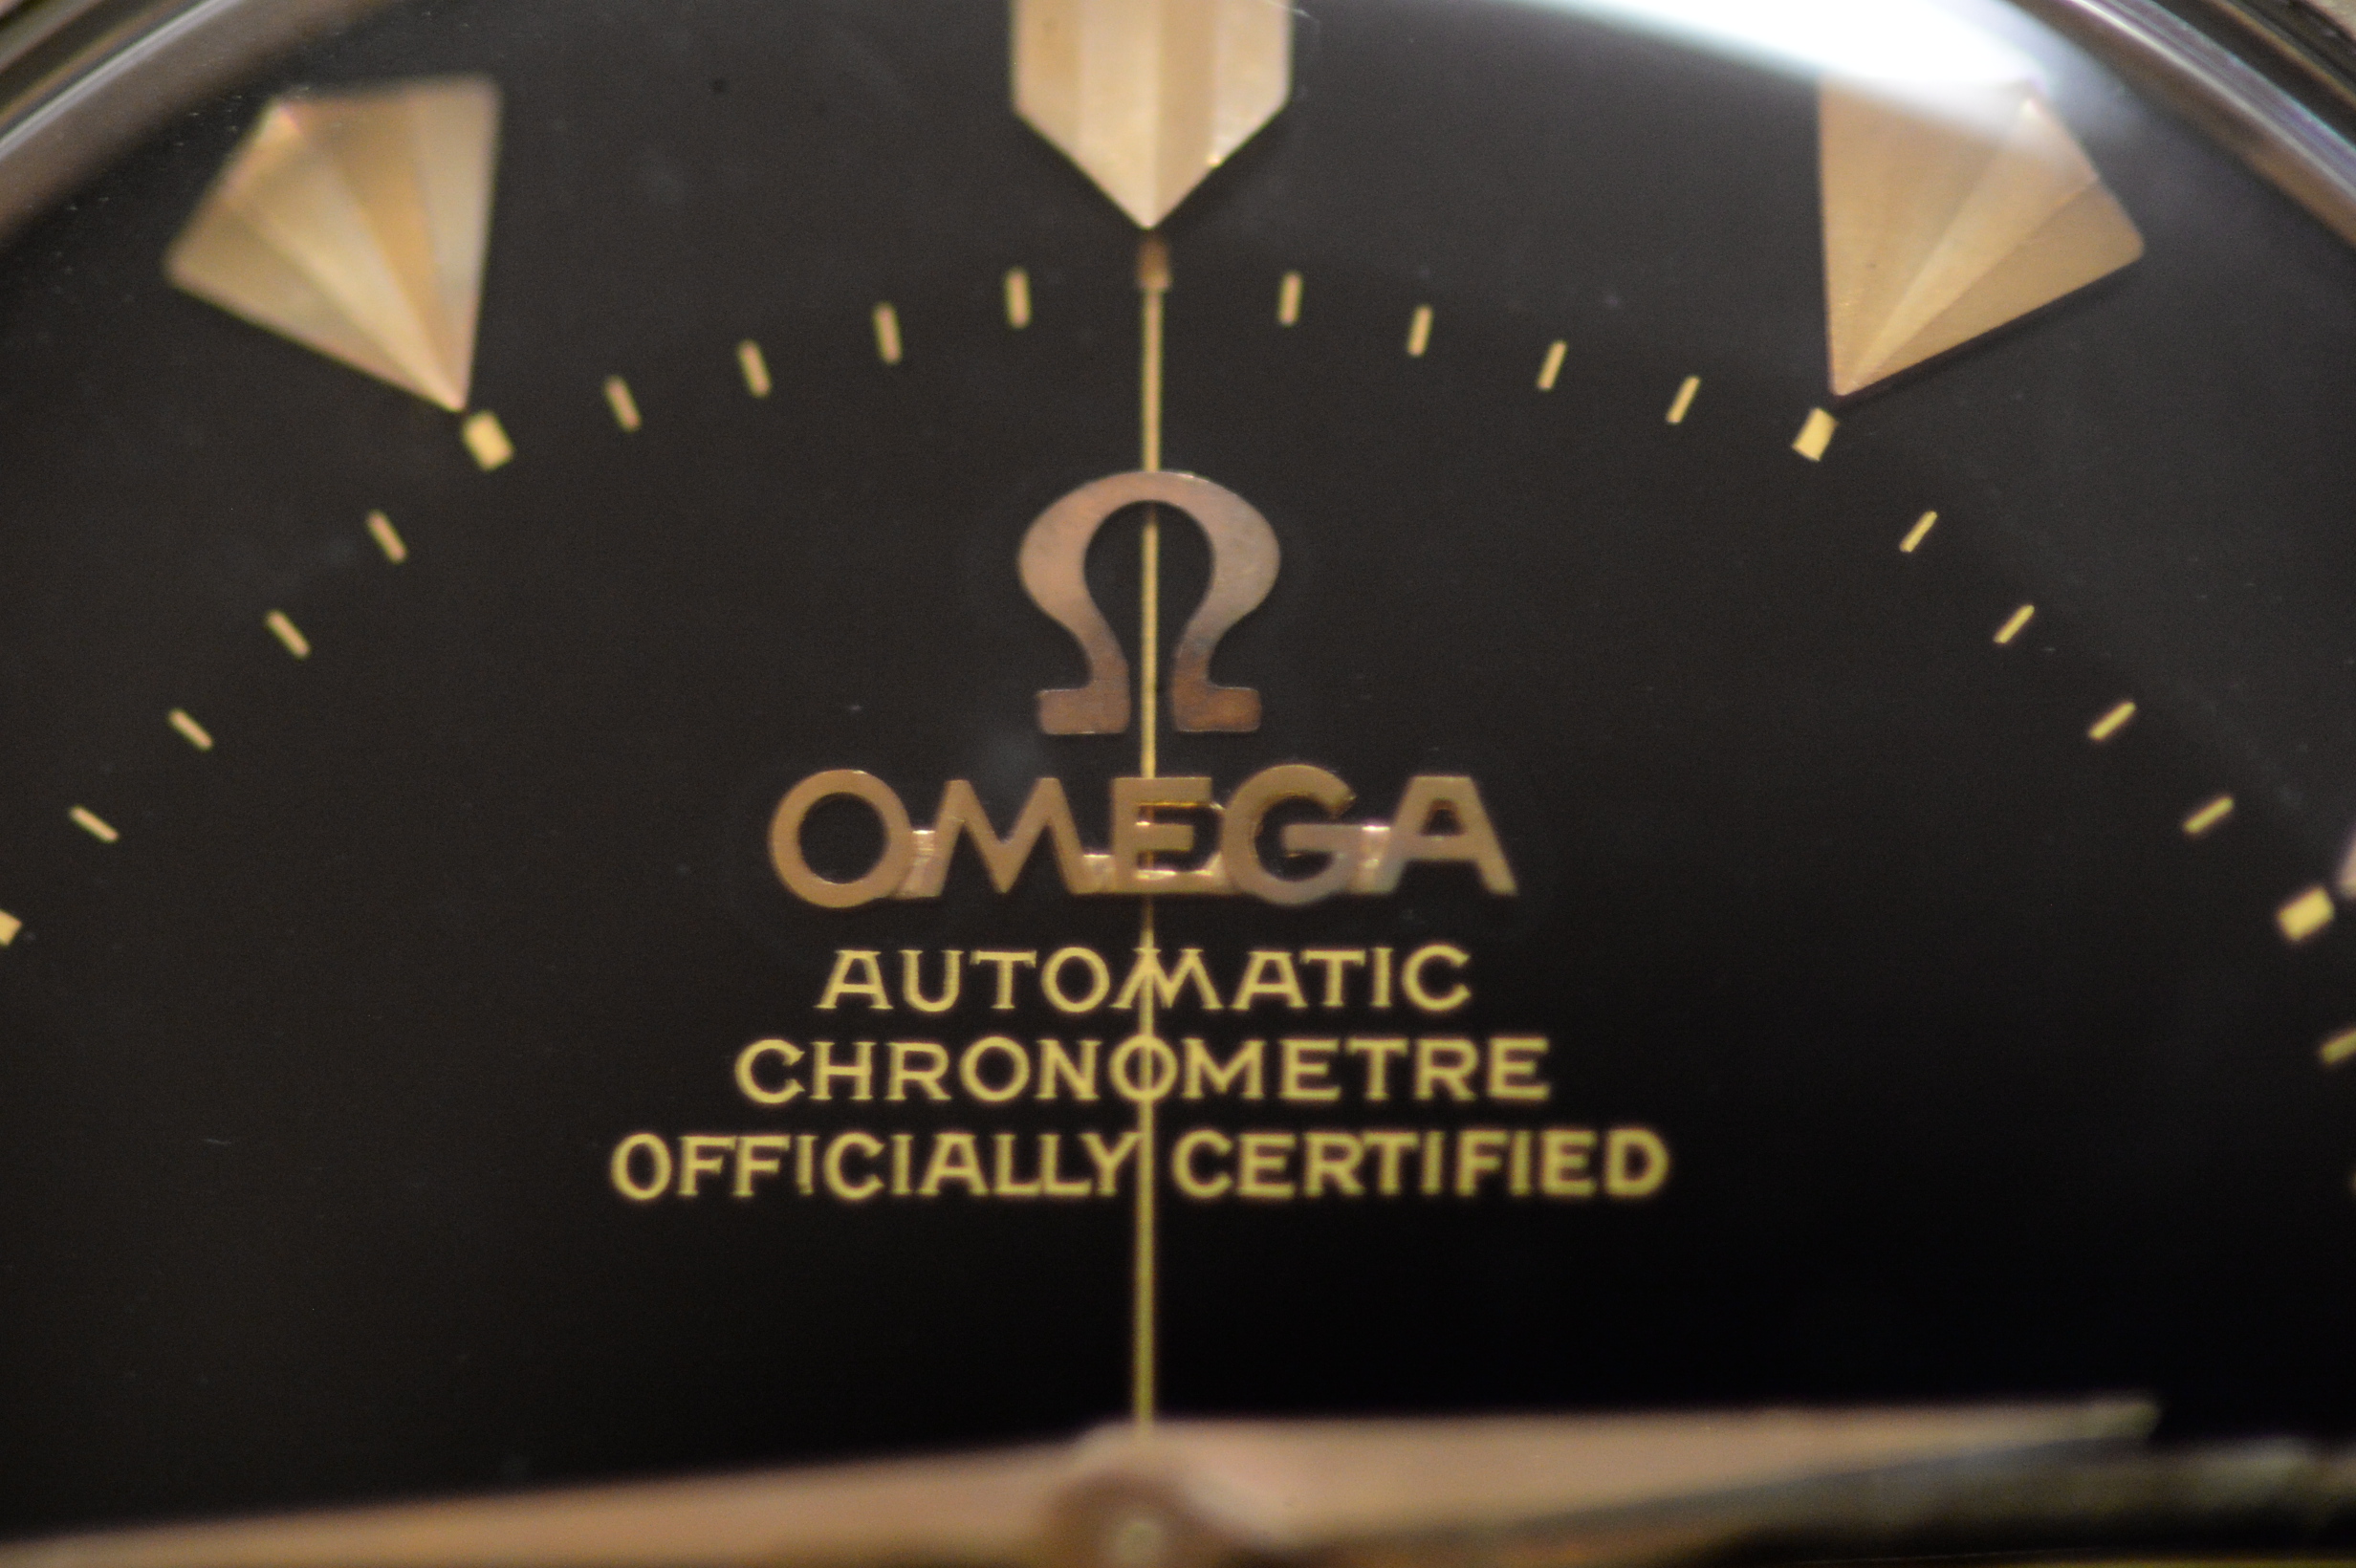 Ω
OMEGA
AUTOMATIC
CHRONOMETRE
OFFICIALLY CERTIFIED